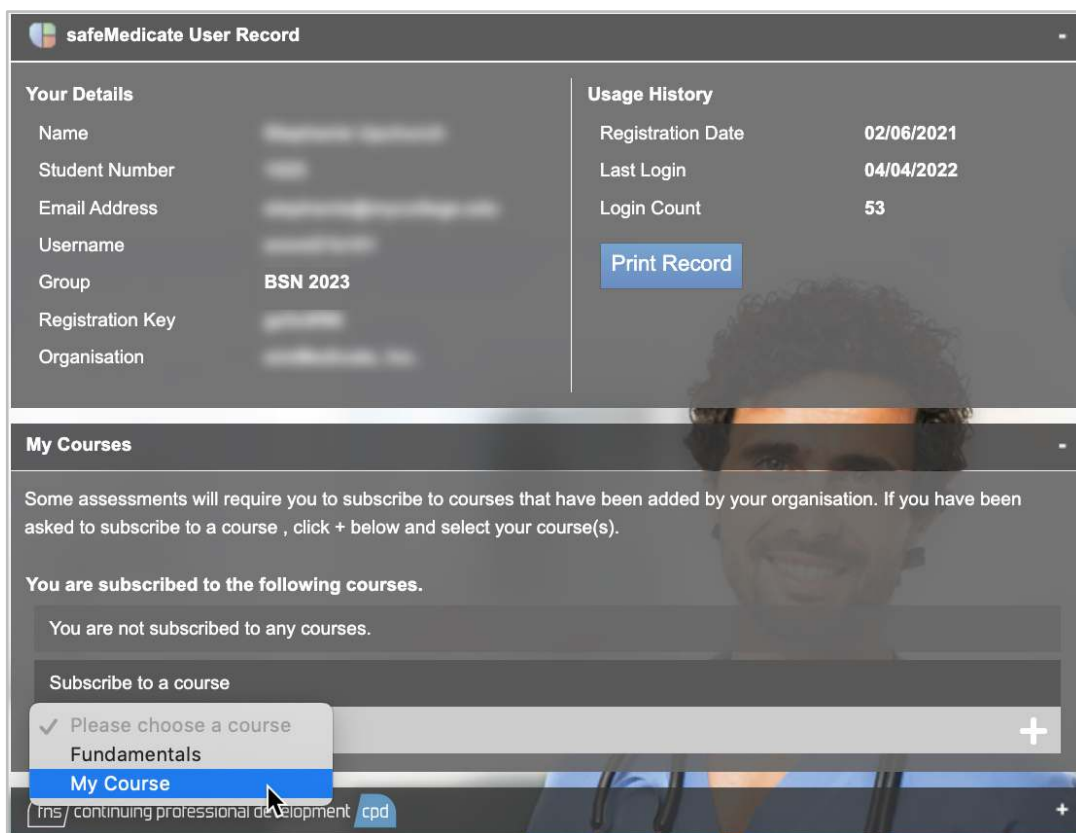 safeMedicate User Record
-
Your Details
Name
Student Number
Email Address
Username
Group BSN 2023
Registration Key
Organisation
Usage History
Registration Date 02/06/2021
Last Login 04/04/2022
Login Count 53
Print Record
My Courses
-
Some assessments will require you to subscribe to courses that have been added by your organisation. If you have been
asked to subscribe to a course , click + below and select your course(s).
You are subscribed to the following courses.
You are not subscribed to any courses.
Subscribe to a course
✓ Please choose a course
Fundamentals
My Course
+
fns/ continuing professional development cpd
+